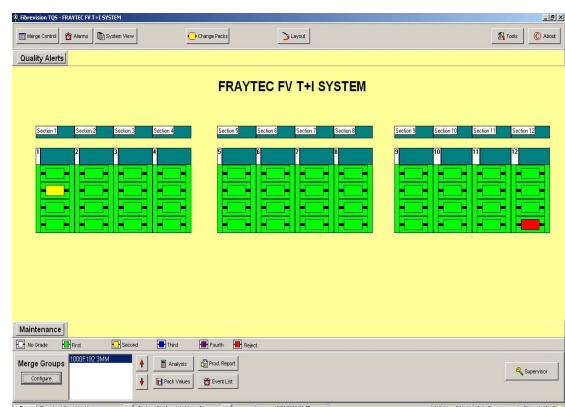 Fibrevision TQS - FRAYTEC FV T+I SYSTEM
Merge Control Alarms System View Change Packs Layout Tools About
Quality Alerts
FRAYTEC FV T+I SYSTEM
Section 1 Section 2 Section 3 Section 4 Section 5 Section 6 Section 7 Section 8 Section 9 Section 10 Section 11 Section 12
1 2 3 4 5 6 7 8 9 10 11 12
Maintenance
No Grade First Second Third Fourth Reject
Merge Groups 1000F192 3MM Analysis Prod. Report
Configure Pack Values Event List Supervisor